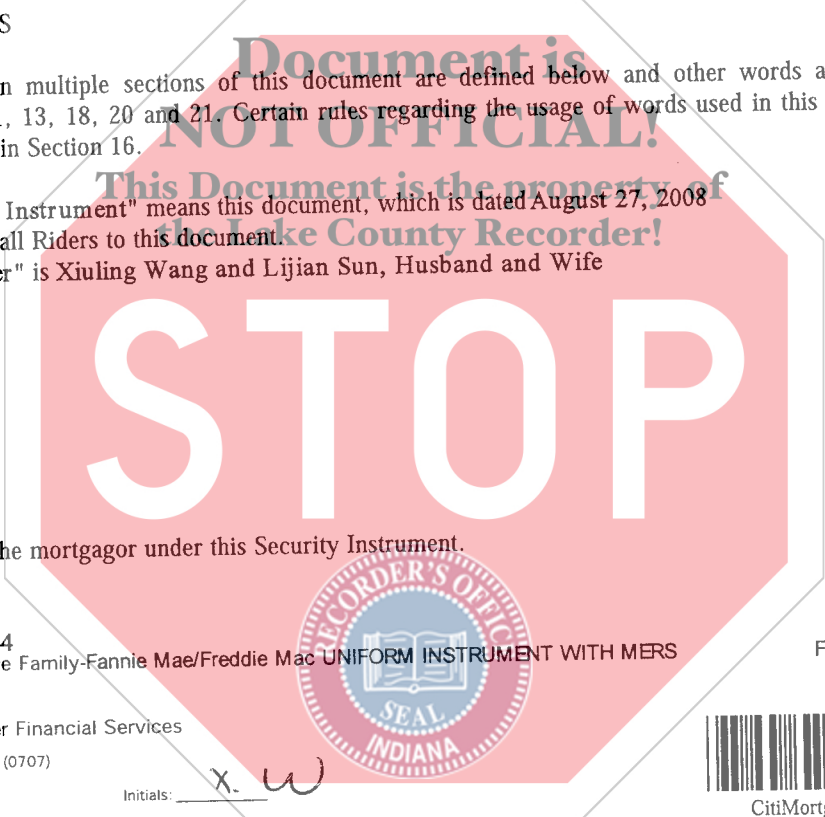 S
Document is
n multiple sections of this document are defined below and other words a
, 13, 18, 20 and 21. Certain rules regarding the usage of words used in this
NOT OFFICIAL!
in Section 16.
This Document is the property of
Instrument" means this document, which is dated August 27, 2008
all Riders to this document.
the Lake County Recorder!
r" is Xiuling Wang and Lijian Sun, Husband and Wife
STOP
he mortgagor under this Security Instrument.
RECORDER'S OFFICE
4
e Family-Fannie Mae/Freddie Mac UNIFORM INSTRUMENT WITH MERS
F
SEAL
r Financial Services
INDIANA
(0707)
Initials: X. W
CitiMortg